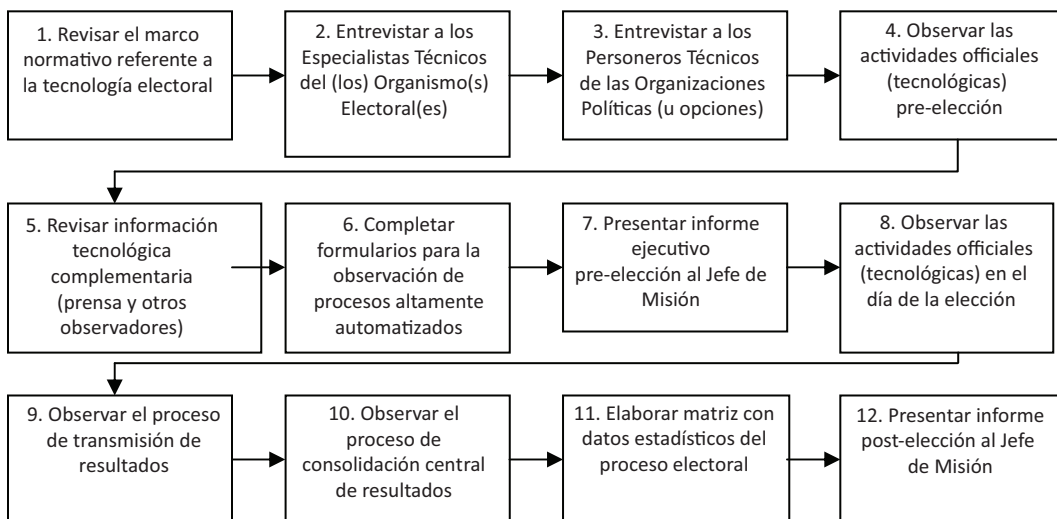 1. Revisar el marco
normativo referente a
la tecnología electoral
2. Entrevistar a los
Especialistas Técnicos
del (los) Organismo(s)
Electoral(es)
3. Entrevistar a los
Personeros Técnicos
de las Organizaciones
Políticas (u opciones)
4. Observar las
actividades officiales
(tecnológicas)
pre-elección
5. Revisar información
tecnológica
complementaria
(prensa y otros
observadores)
6. Completar
formularios para la
observación de
procesos altamente
automatizados
7. Presentar informe
ejecutivo
pre-elección al Jefe de
Misión
8. Observar las
actividades officiales
(tecnológicas) en el
día de la elección
9. Observar el proceso
de transmisión de
resultados
10. Observar el
proceso de
consolidación central
de resultados
11. Elaborar matriz con
datos estadísticos del
proceso electoral
12. Presentar informe
post-elección al Jefe
de Misión